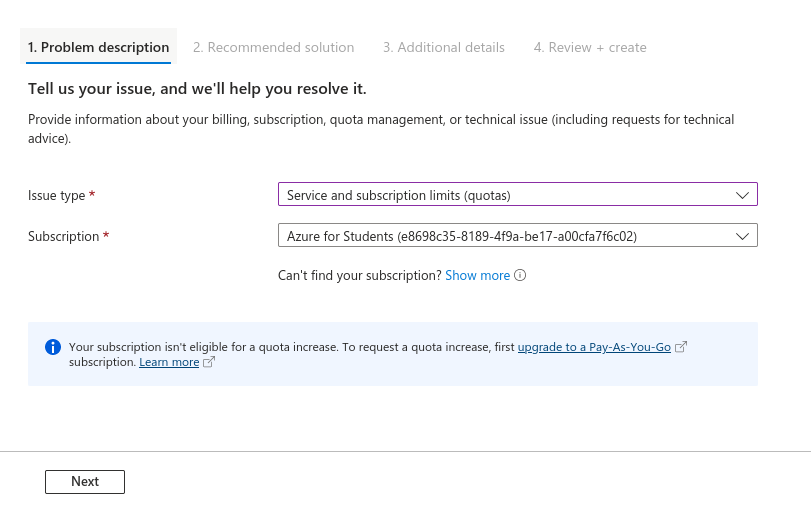 1. Problem description 2. Recommended solution 3. Additional details 4. Review + create
Tell us your issue, and we'll help you resolve it.
Provide information about your billing, subscription, quota management, or technical issue (including requests for technical
advice).
Issue type * Service and subscription limits (quotas)
Subscription * Azure for Students (e8698c35-8189-4f9a-be17-a00cfa7f6c02)
Can't find your subscription? Show more
Your subscription isn't eligible for a quota increase. To request a quota increase, first upgrade to a Pay-As-You-Go
subscription. Learn more
Next